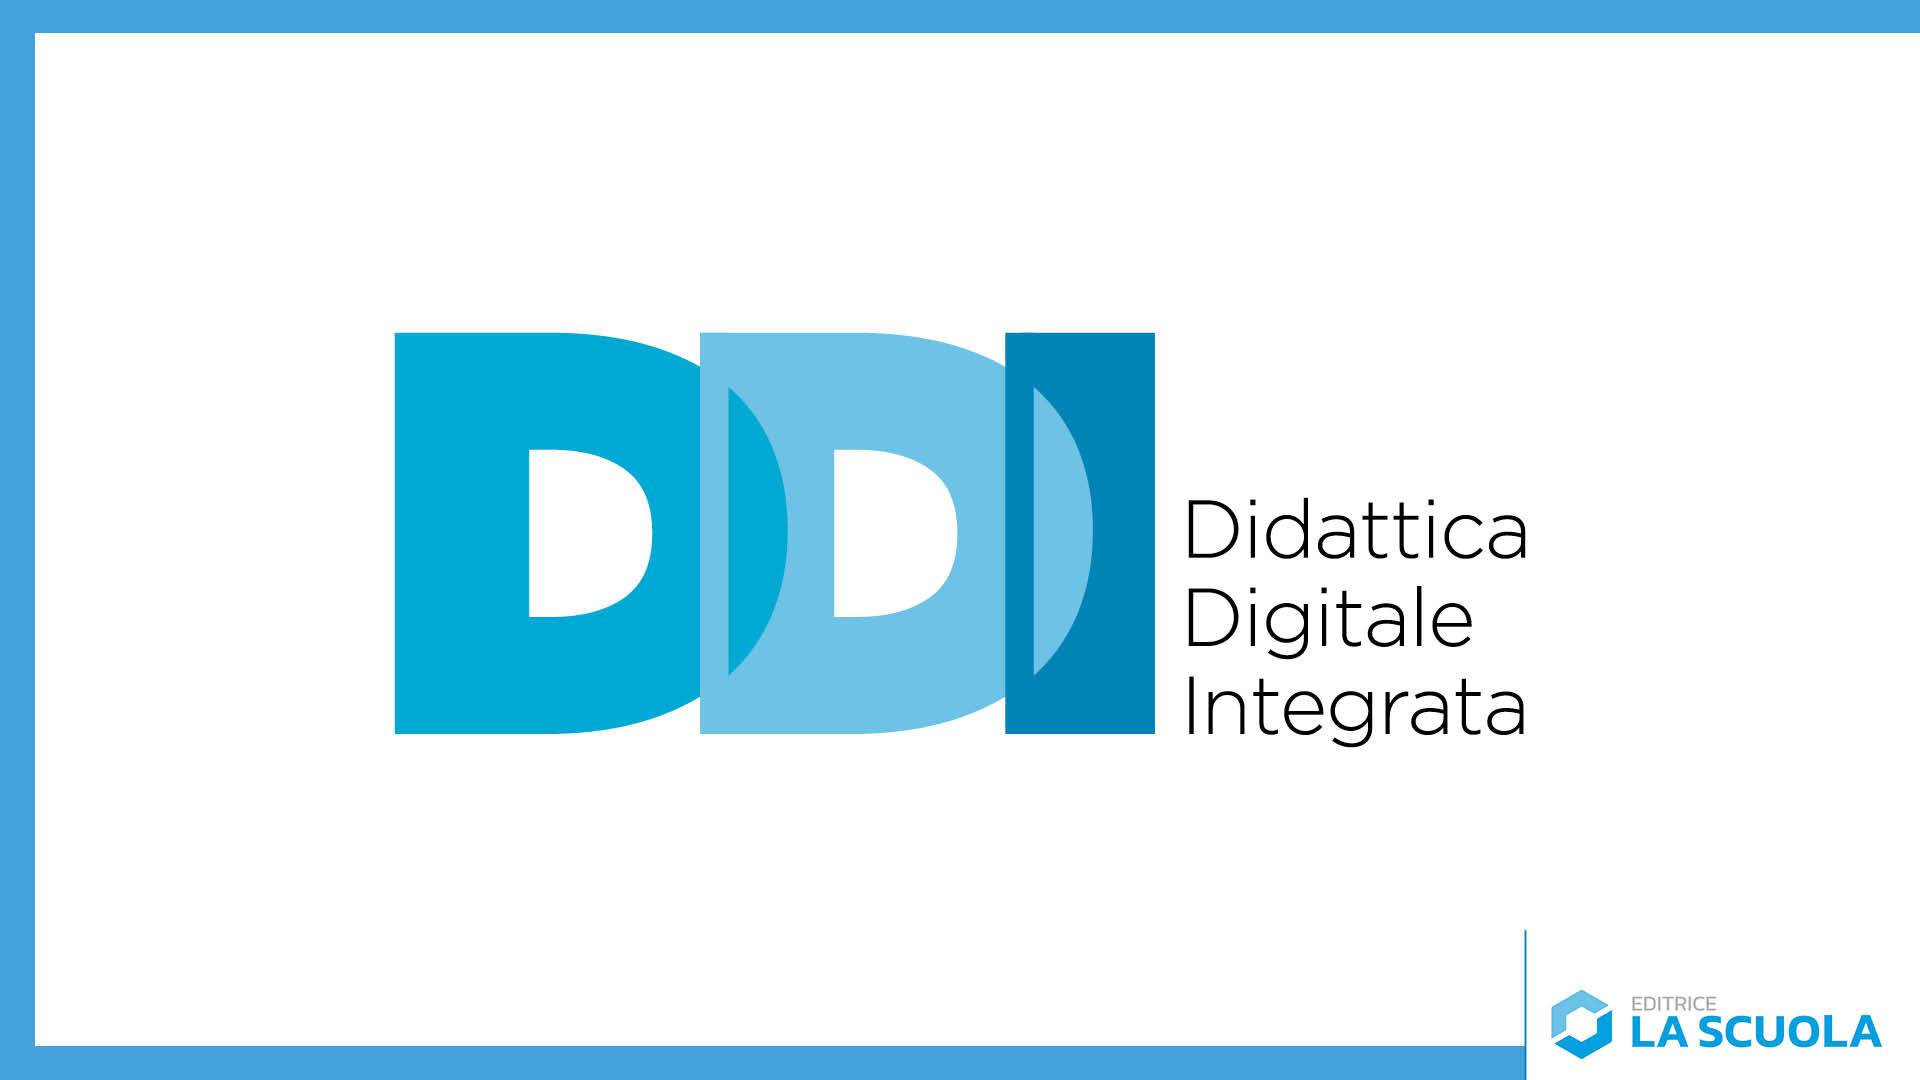 DDI
Didattica
Digitale
Integrata
EDITRICE
LA SCUOLA